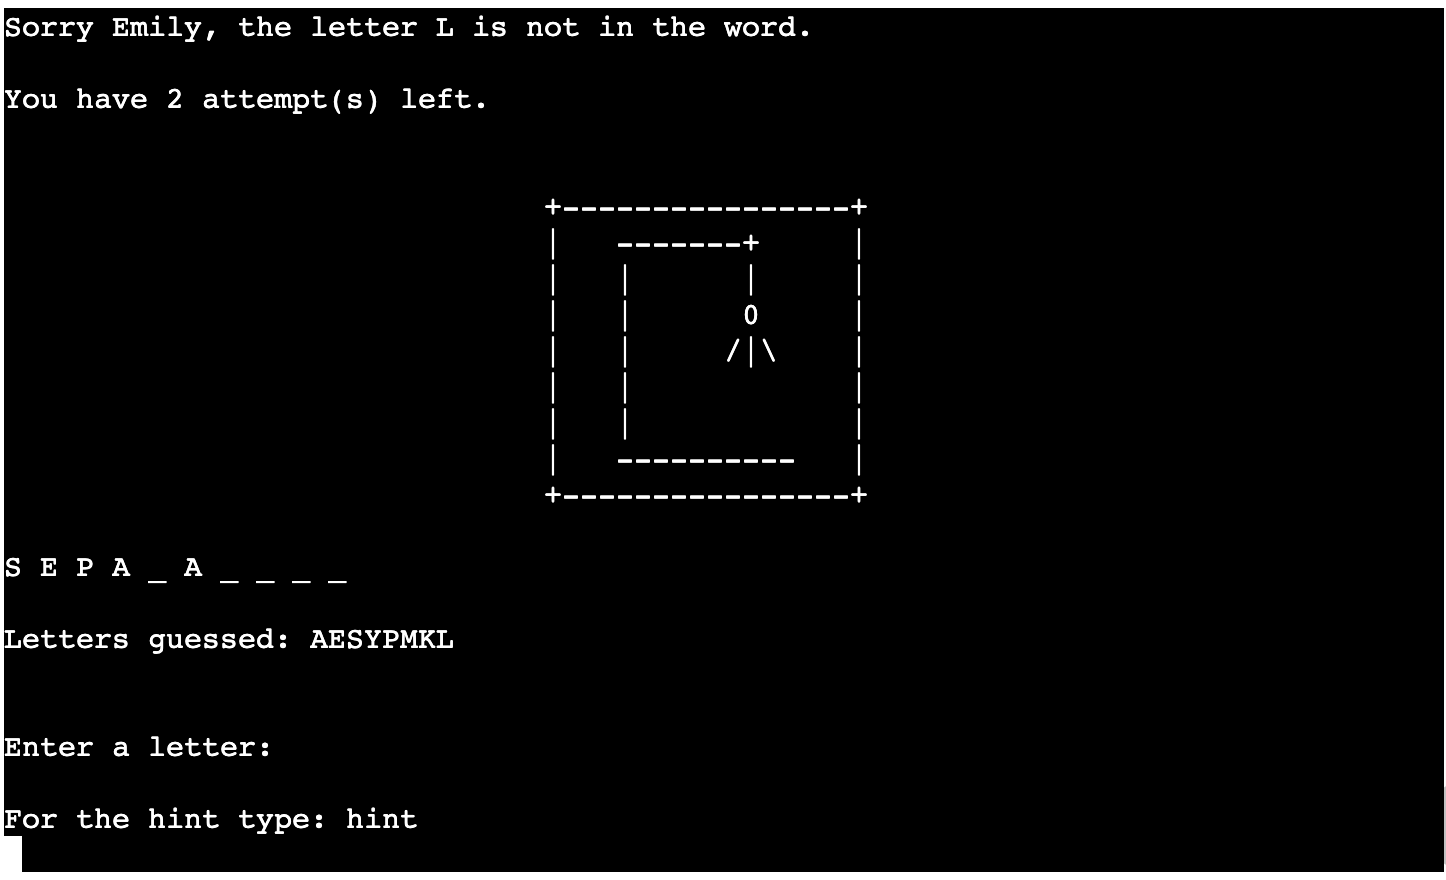 Sorry Emily, the letter L is not in the word.
You have 2 attempt(s) left.
+----------------+
|   -------+     |
|   |      |     |
|   |      0     |
|   |     /|\    |
|   |            |
|   |            |
|   ----------   |
+----------------+
S E P A _ A _ _ _ _
Letters guessed: AESYPMKL
Enter a letter:
For the hint type: hint